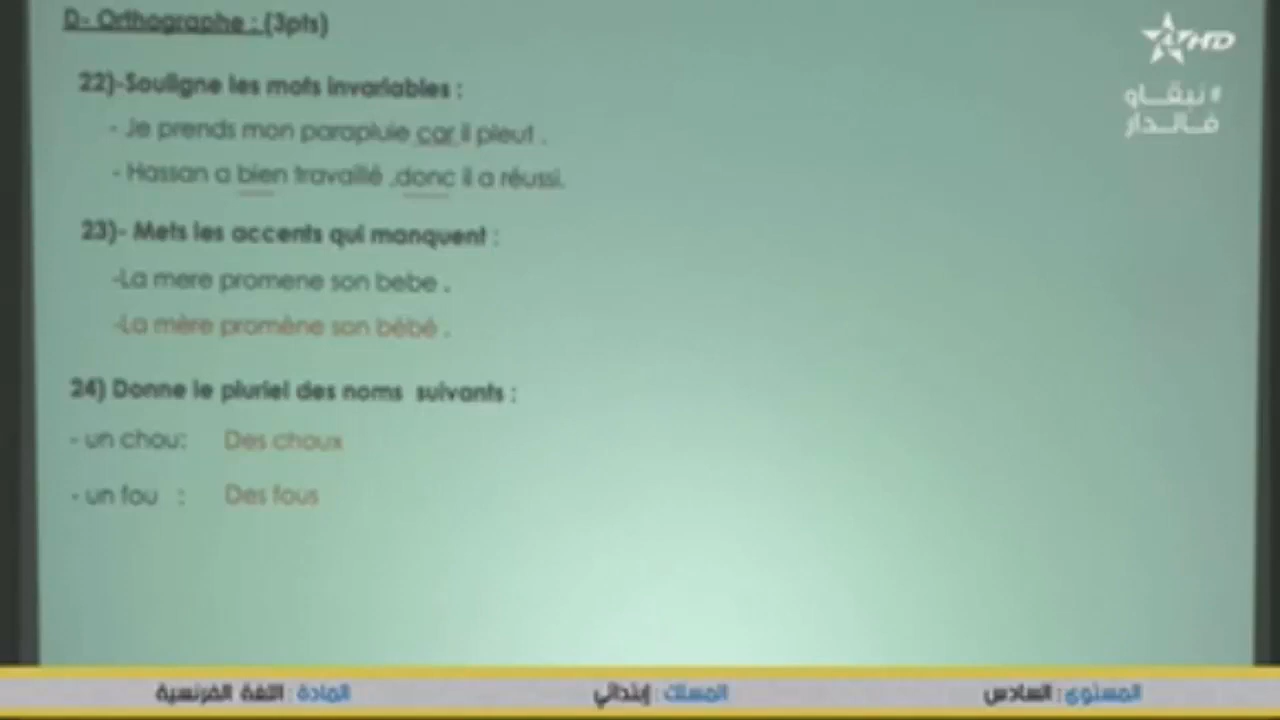 D- Orthographe : (3pts)
22)-Souligne les mots invariables :
- Je prends mon parapluie car il pleut .
- Hassan a bien travaillé ,donc il a réussi.
23)- Mets les accents qui manquent :
-La mere promene son bebe .
-La mère promène son bébé .
24) Donne le pluriel des noms suivants :
- un chou: Des choux
- un fou : Des fous
HD
# نبقاو
فالدار
المستوى : السادس المسلك : إبتدائي المادة : اللغة الفرنسية